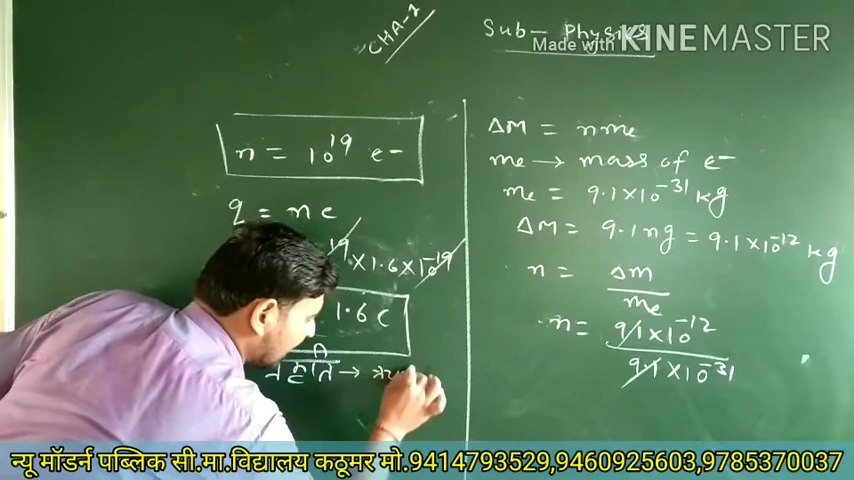 CHA-1
Sub- Physics
Made with KINEMASTER
n = 10¹⁹ e-
q = n e
¹⁹ × 1.6 × 10⁻¹⁹
1.6 C
ΔM = nme
me → mass of e-
me = 9.1×10⁻³¹ kg
ΔM = 9.1 ng = 9.1×10⁻¹² kg
n = Δm
me
n = 9.1×10⁻¹²
9.1×10⁻³¹
न्यू मॉडर्न पब्लिक सी.मा.विद्यालय कठूमर मो.9414793529,9460925603,9785370037